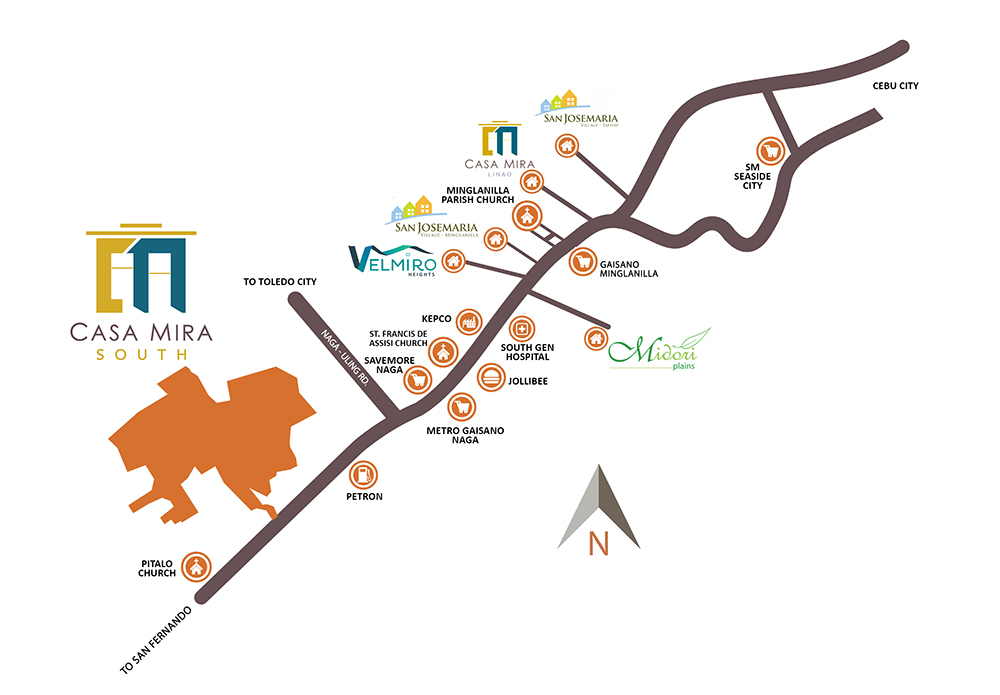 CEBU CITY
SAN JOSEMARIA
VILLAGE - TALISAY
CASA MIRA
LINAO
SM
SEASIDE
CITY
MINGLANILLA
PARISH CHURCH
SAN JOSEMARIA
VILLAGE - MINGLANILLA
VELMIRO
HEIGHTS
GAISANO
MINGLANILLA
TO TOLEDO CITY
CASA MIRA
SOUTH
NAGA - ULING RD.
KEPCO
ST. FRANCIS DE
ASSISI CHURCH
SAVEMORE
NAGA
SOUTH GEN
HOSPITAL
Midori
plains
JOLLIBEE
METRO GAISANO
NAGA
PETRON
N
PITALO
CHURCH
TO SAN FERNANDO